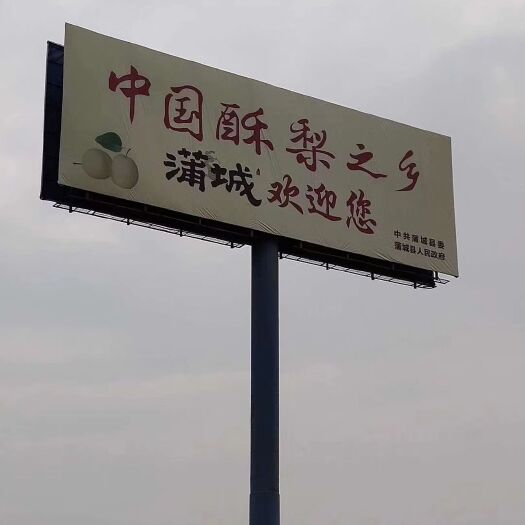 中国酥梨之乡
蒲城欢迎您
中共蒲城县委
蒲城县人民政府